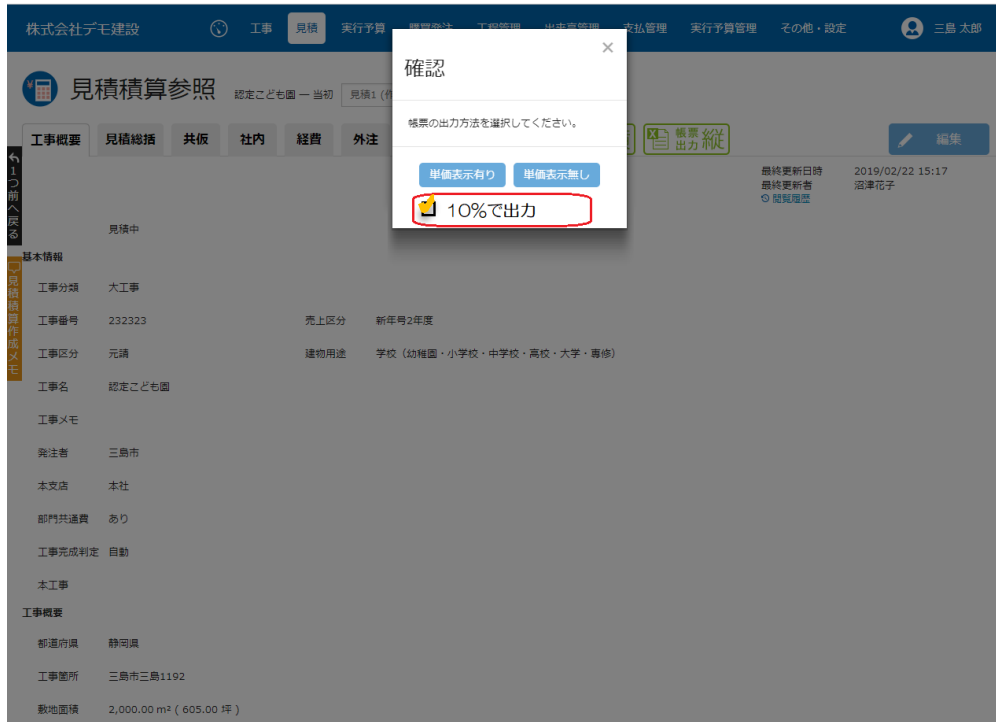 株式会社デモ建設 工事 見積 実行予算 購買発注 工程管理 出来高管理 支払管理 実行予算管理 その他・設定 三島 太郎
×
確認
見積積算参照 認定こども園 ー 当初 見積1 (作
帳票の出力方法を選択してください。
工事概要 見積総括 共仮 社内 経費 外注 帳票出力 縦 編集
単価表示有り 単価表示無し
10%で出力
最終更新日時 2019/02/22 15:17
最終更新者 沼津花子
閲覧履歴
1つ前へ戻る
見積中
見積積算作成メモ
基本情報
工事分類 大工事
工事番号 232323 売上区分 新年号2年度
工事区分 元請 建物用途 学校（幼稚園・小学校・中学校・高校・大学・専修）
工事名 認定こども園
工事メモ
発注者 三島市
本支店 本社
部門共通費 あり
工事完成判定 自動
本工事
工事概要
都道府県 静岡県
工事箇所 三島市三島1192
敷地面積 2,000.00 m² ( 605.00 坪 )